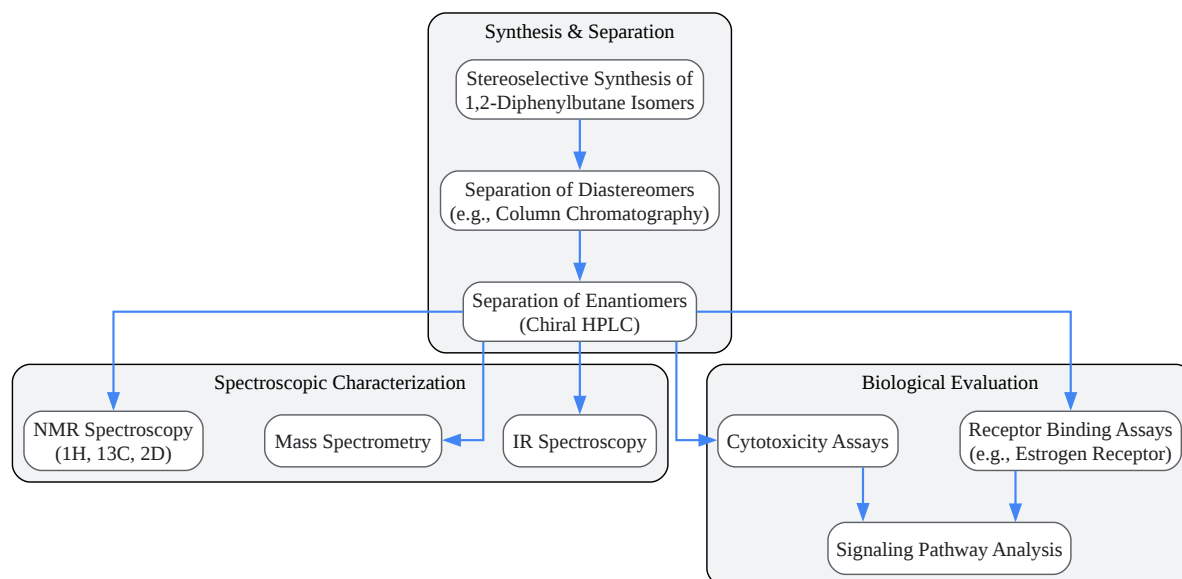 Synthesis & Separation
Stereoselective Synthesis of
1,2-Diphenylbutane Isomers
Separation of Diastereomers
(e.g., Column Chromatography)
Separation of Enantiomers
(Chiral HPLC)
Spectroscopic Characterization
NMR Spectroscopy
(1H, 13C, 2D)
Mass Spectrometry
IR Spectroscopy
Biological Evaluation
Cytotoxicity Assays
Receptor Binding Assays
(e.g., Estrogen Receptor)
Signaling Pathway Analysis